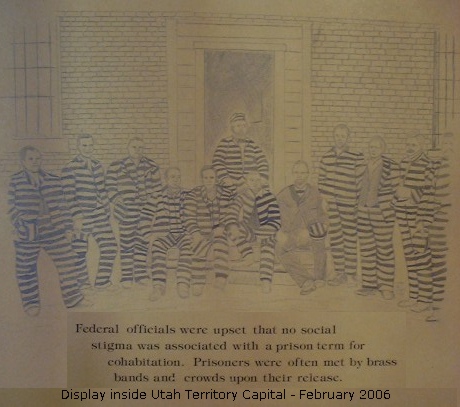 Federal officials were upset that no social
stigma was associated with a prison term for
cohabitation. Prisoners were often met by brass
bands and crowds upon their release.
Display inside Utah Territory Capital - February 2006